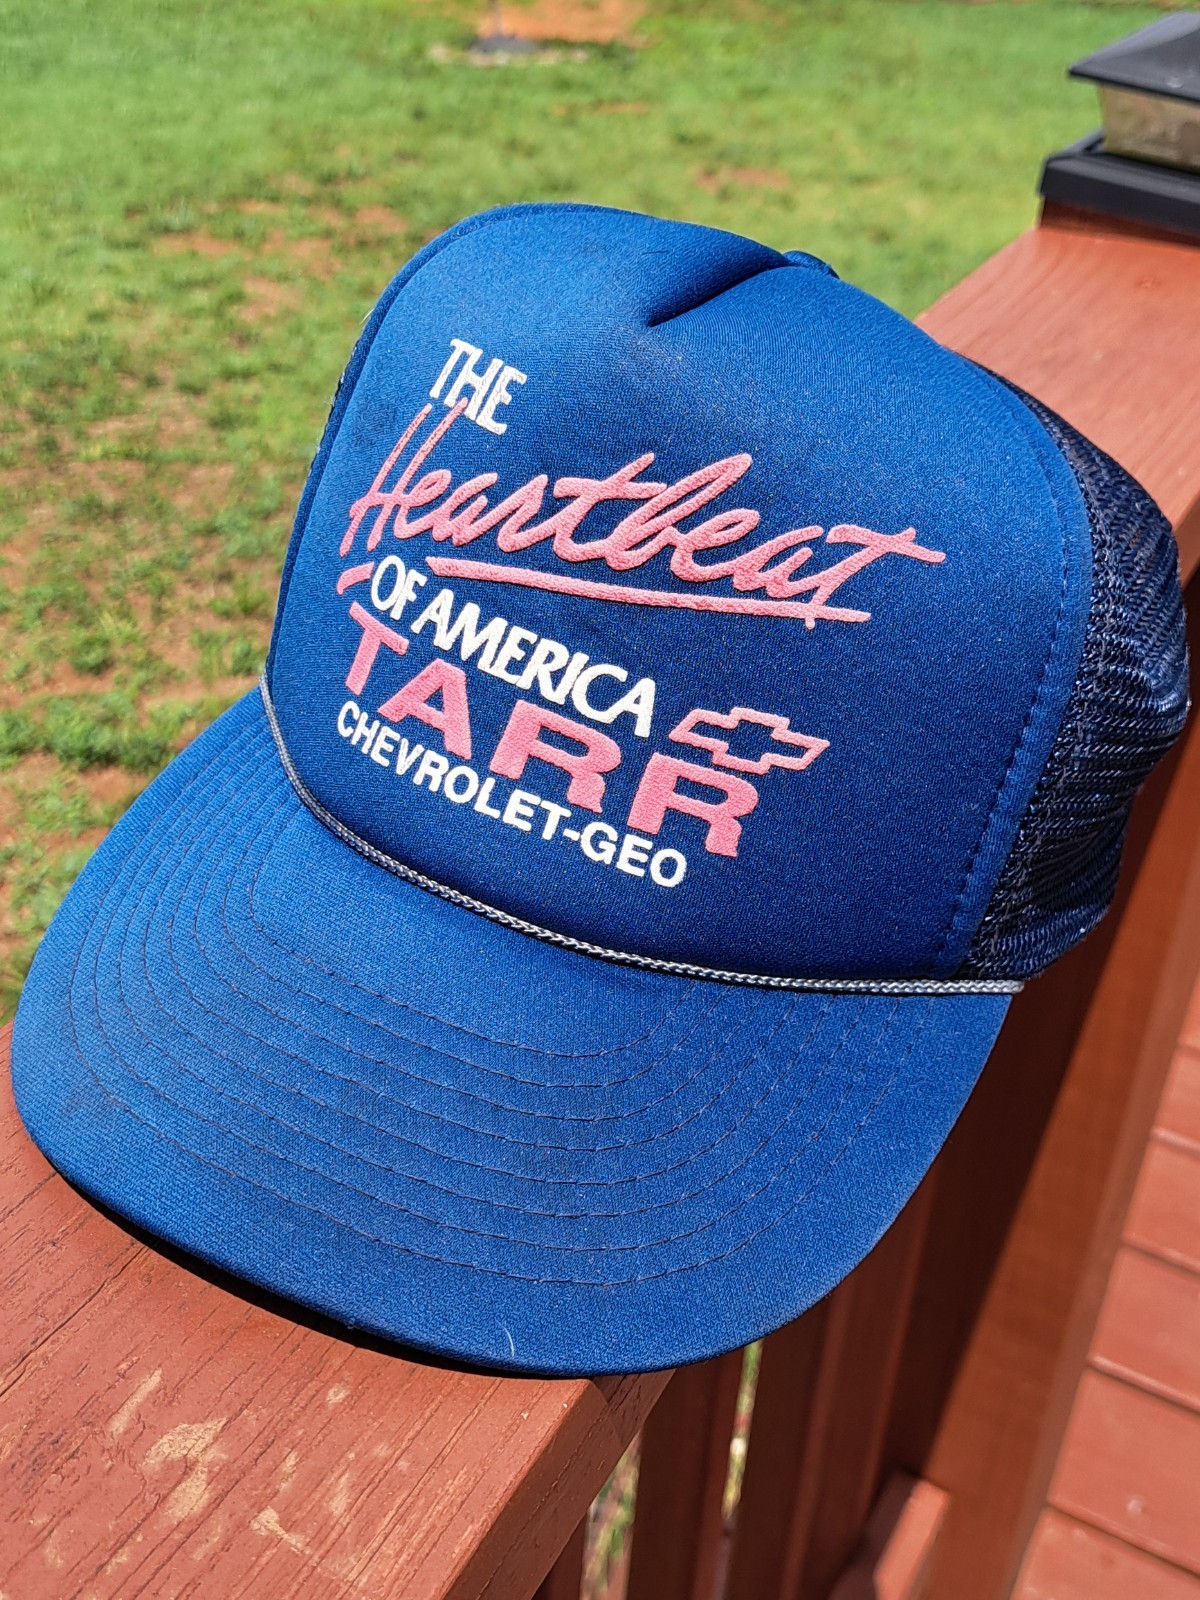 THE
Heartbeat
OF AMERICA
TARR
CHEVROLET-GEO